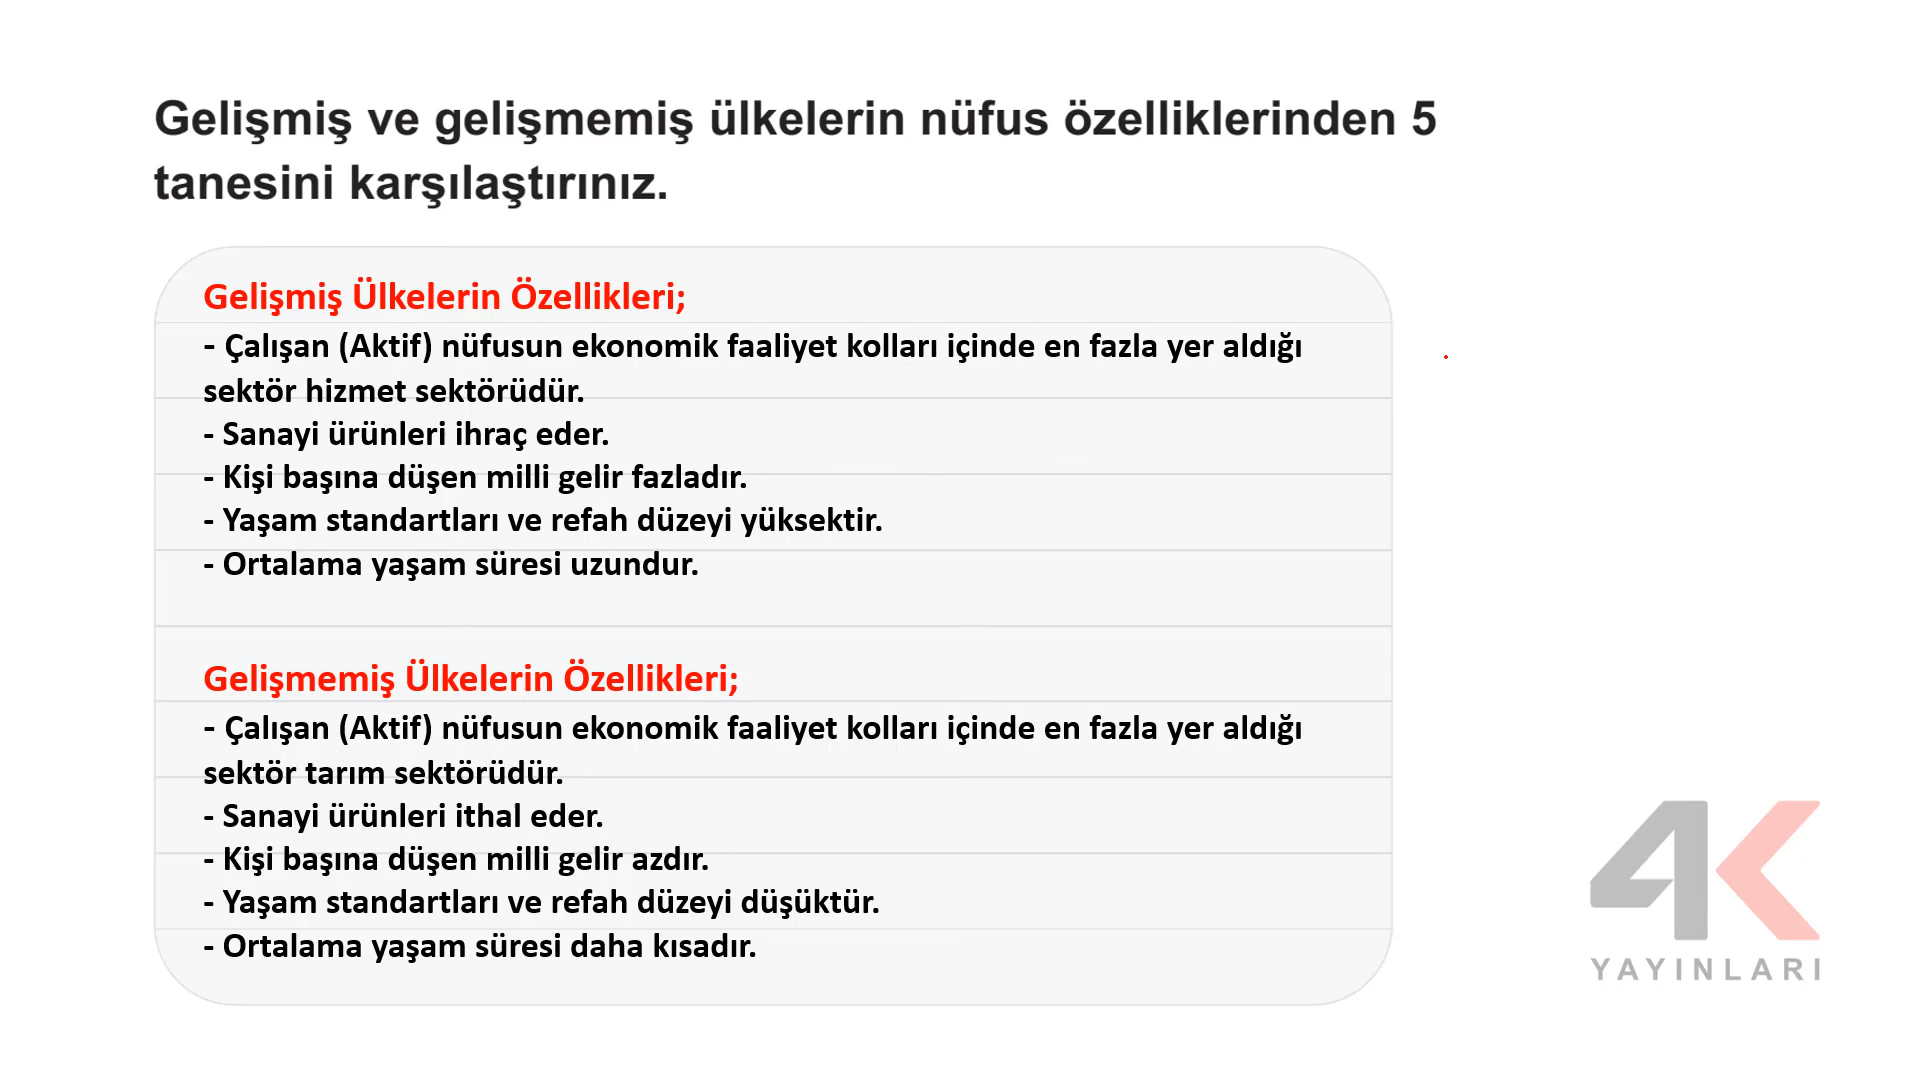 Gelişmiş ve gelişmemiş ülkelerin nüfus özelliklerinden 5
tanesini karşılaştırınız.
Gelişmiş Ülkelerin Özellikleri;
- Çalışan (Aktif) nüfusun ekonomik faaliyet kolları içinde en fazla yer aldığı
sektör hizmet sektörüdür.
- Sanayi ürünleri ihraç eder.
- Kişi başına düşen milli gelir fazladır.
- Yaşam standartları ve refah düzeyi yüksektir.
- Ortalama yaşam süresi uzundur.
Gelişmemiş Ülkelerin Özellikleri;
- Çalışan (Aktif) nüfusun ekonomik faaliyet kolları içinde en fazla yer aldığı
sektör tarım sektörüdür.
- Sanayi ürünleri ithal eder.
- Kişi başına düşen milli gelir azdır.
- Yaşam standartları ve refah düzeyi düşüktür.
- Ortalama yaşam süresi daha kısadır.
4K
YAYINLARI